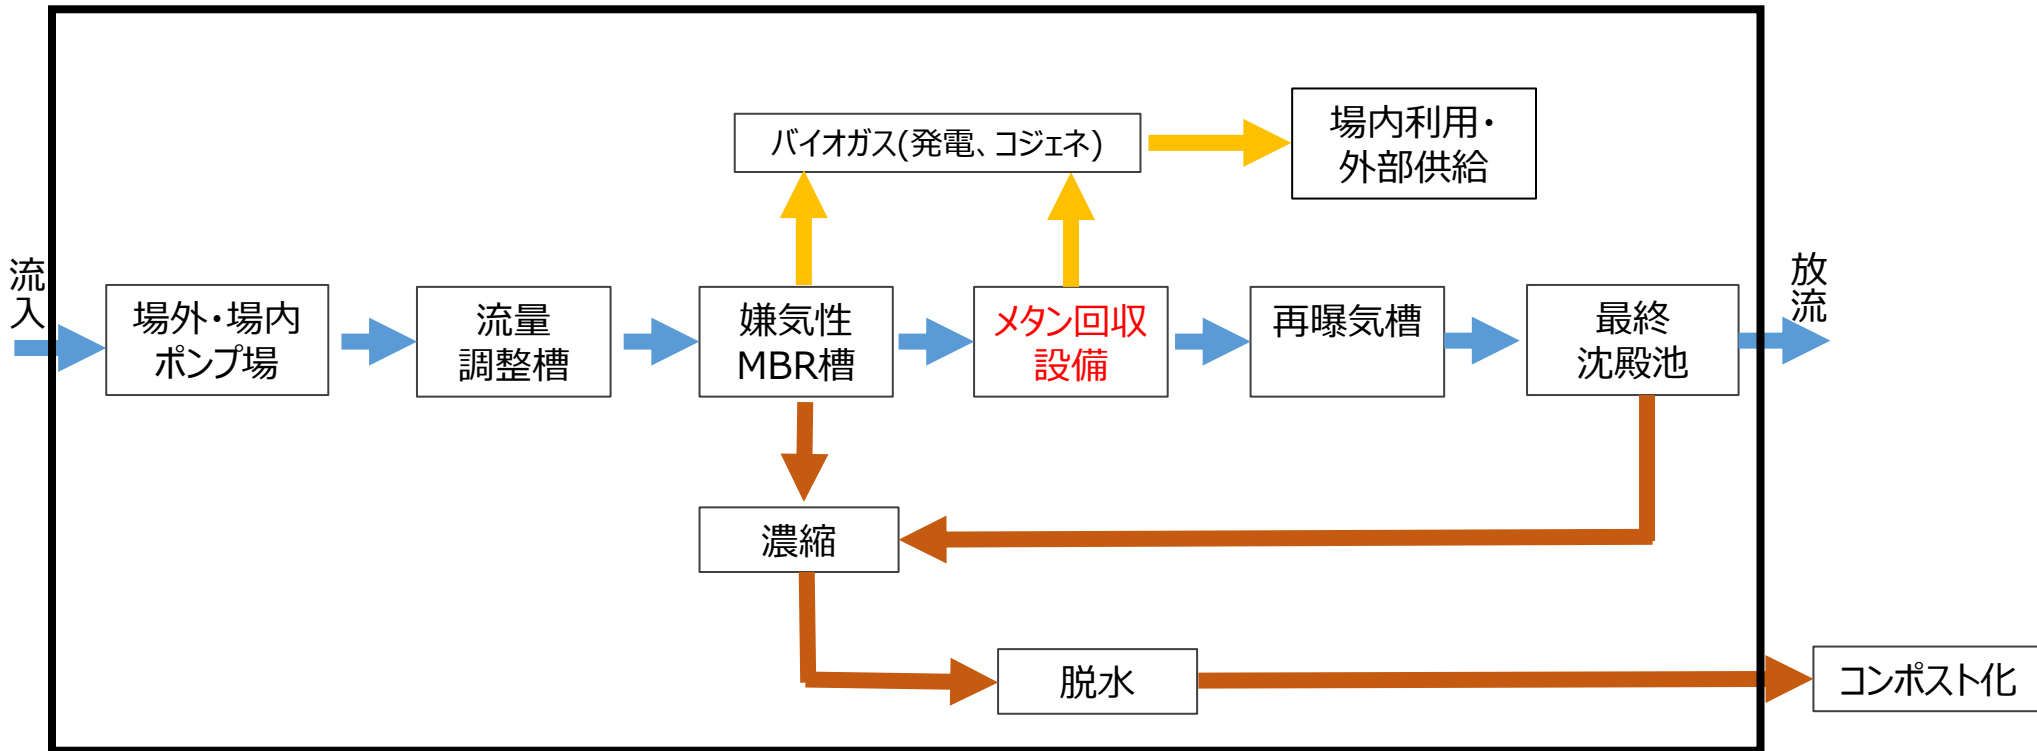 バイオガス(発電、コジェネ)
場内利用・
外部供給
流入
場外・場内
ポンプ場
流量
調整槽
嫌気性
MBR槽
メタン回収
設備
再曝気槽
最終
沈殿池
放流
濃縮
脱水
コンポスト化